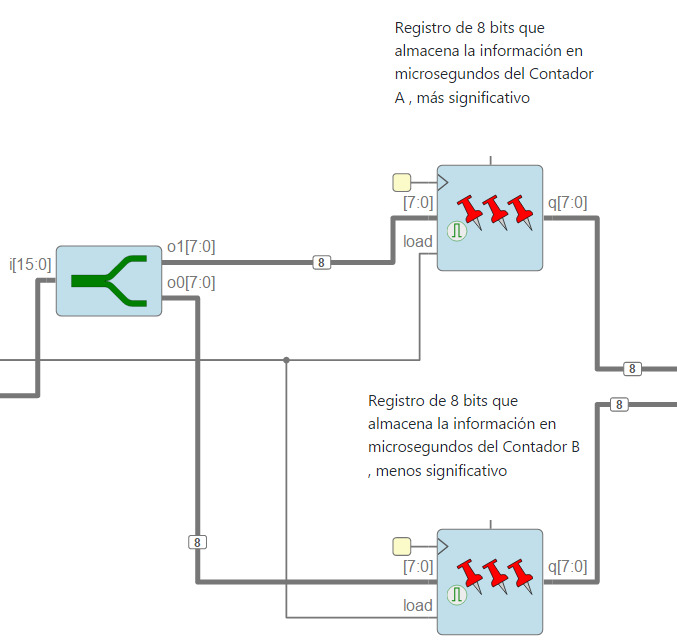 Registro de 8 bits que
almacena la información en
microsegundos del Contador
A , más significativo
[7:0]
q[7:0]
load
o1[7:0]
i[15:0]
8
o0[7:0]
8
Registro de 8 bits que
almacena la información en
microsegundos del Contador B
, menos significativo
8
8
[7:0]
q[7:0]
load